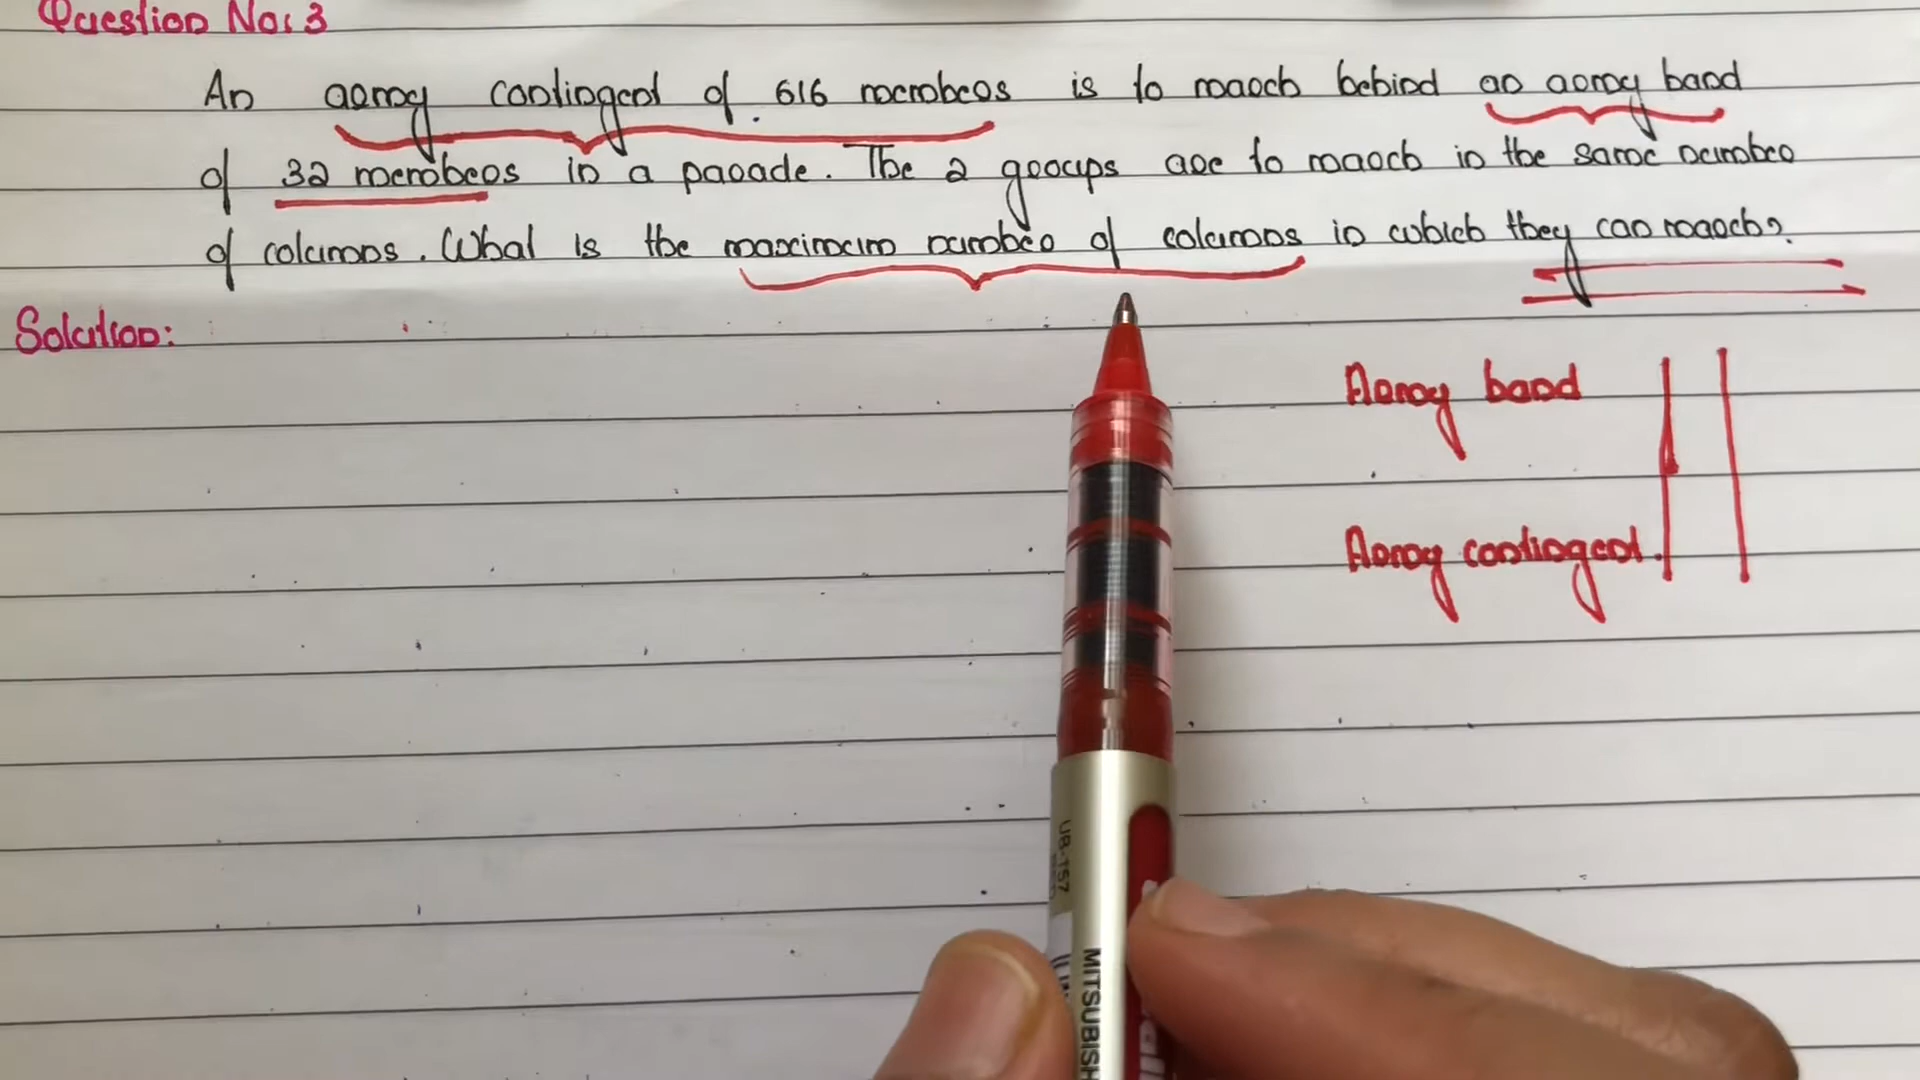 Question No: 3
An army contingent of 616 members is to march behind an army band
of 32 members in a parade. The 2 groups are to march in the same number
of columns. What is the maximum number of columns in which they can march?
Solution:
Army band
Army contingent.
UB-157
MITSUBISH